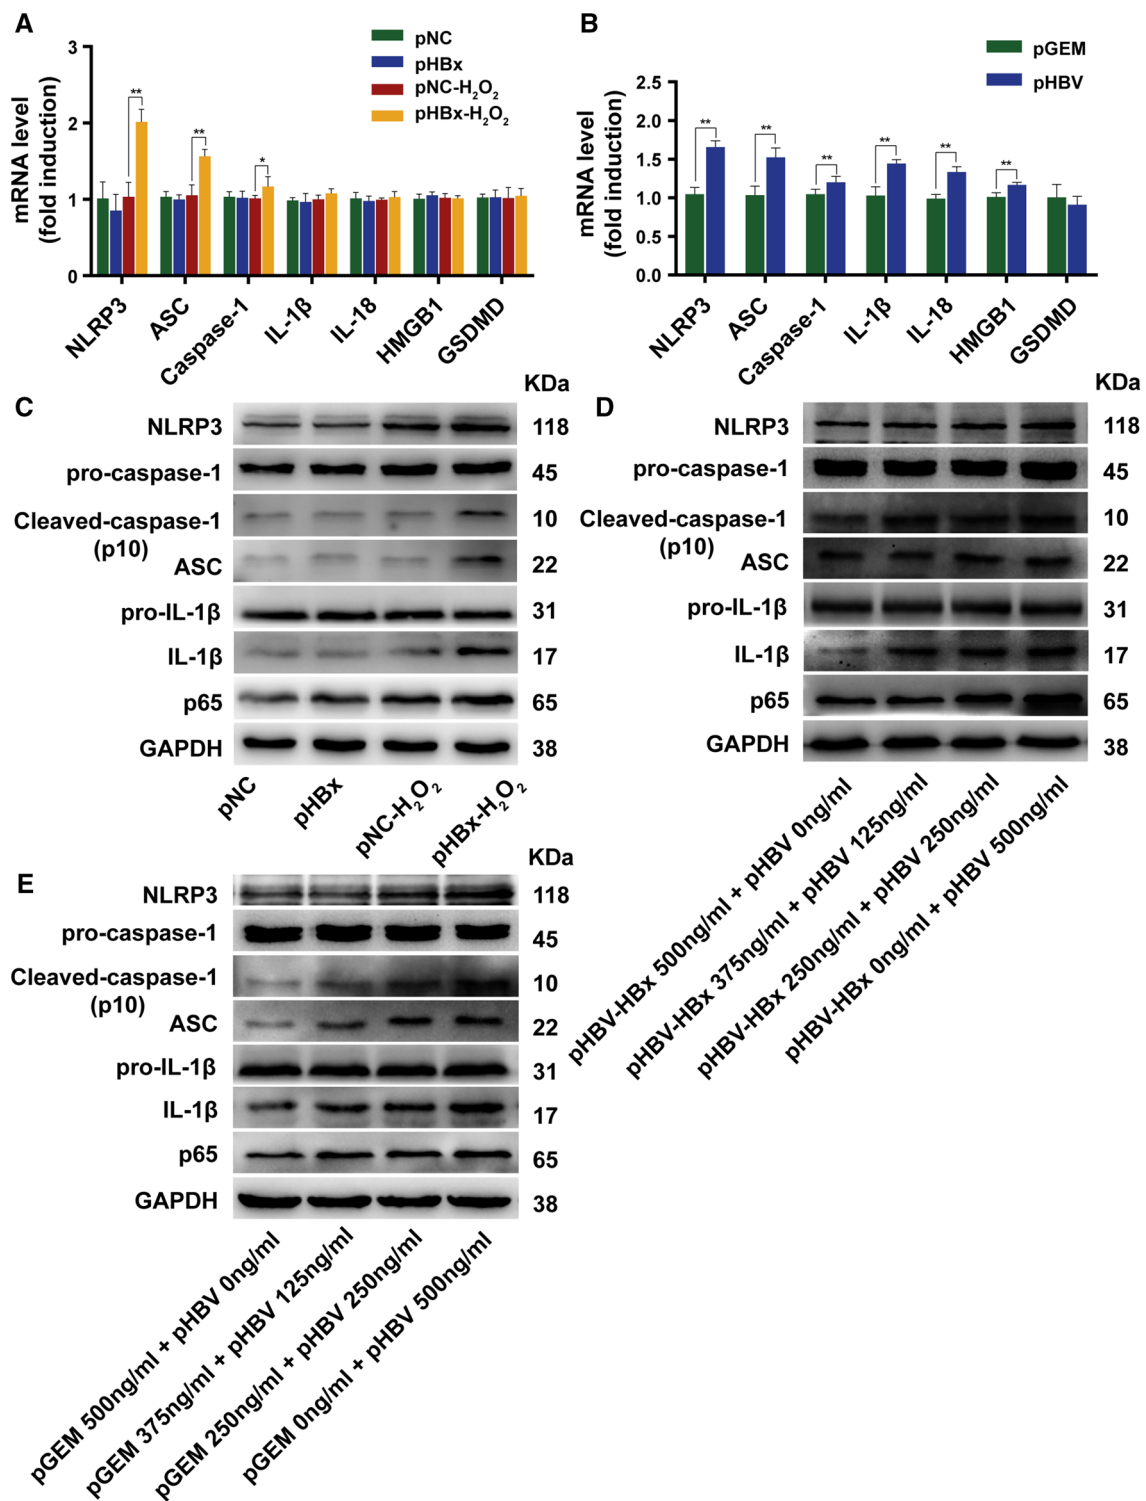 A
mRNA level
(fold induction)
3
2
1
0
pNC
pHBx
pNC-H₂O₂
pHBx-H₂O₂
** ** *
NLRP3 ASC Caspase-1 IL-1β IL-18 HMGB1 GSDMD
B
mRNA level
(fold induction)
2.5
2.0
1.5
1.0
0.5
0.0
pGEM
pHBV
** ** ** ** ** **
NLRP3 ASC Caspase-1 IL-1β IL-18 HMGB1 GSDMD
C
KDa
NLRP3 118
pro-caspase-1 45
Cleaved-caspase-1 10
(p10)
ASC 22
pro-IL-1β 31
IL-1β 17
p65 65
GAPDH 38
pNC pHBx pNC-H₂O₂ pHBx-H₂O₂
D
KDa
NLRP3 118
pro-caspase-1 45
Cleaved-caspase-1 10
(p10)
ASC 22
pro-IL-1β 31
IL-1β 17
p65 65
GAPDH 38
pHBV-HBx 500ng/ml + pHBV 0ng/ml
pHBV-HBx 375ng/ml + pHBV 125ng/ml
pHBV-HBx 250ng/ml + pHBV 250ng/ml
pHBV-HBx 0ng/ml + pHBV 500ng/ml
E
KDa
NLRP3 118
pro-caspase-1 45
Cleaved-caspase-1 10
(p10)
ASC 22
pro-IL-1β 31
IL-1β 17
p65 65
GAPDH 38
pGEM 500ng/ml + pHBV 0ng/ml
pGEM 375ng/ml + pHBV 125ng/ml
pGEM 250ng/ml + pHBV 250ng/ml
pGEM 0ng/ml + pHBV 500ng/ml